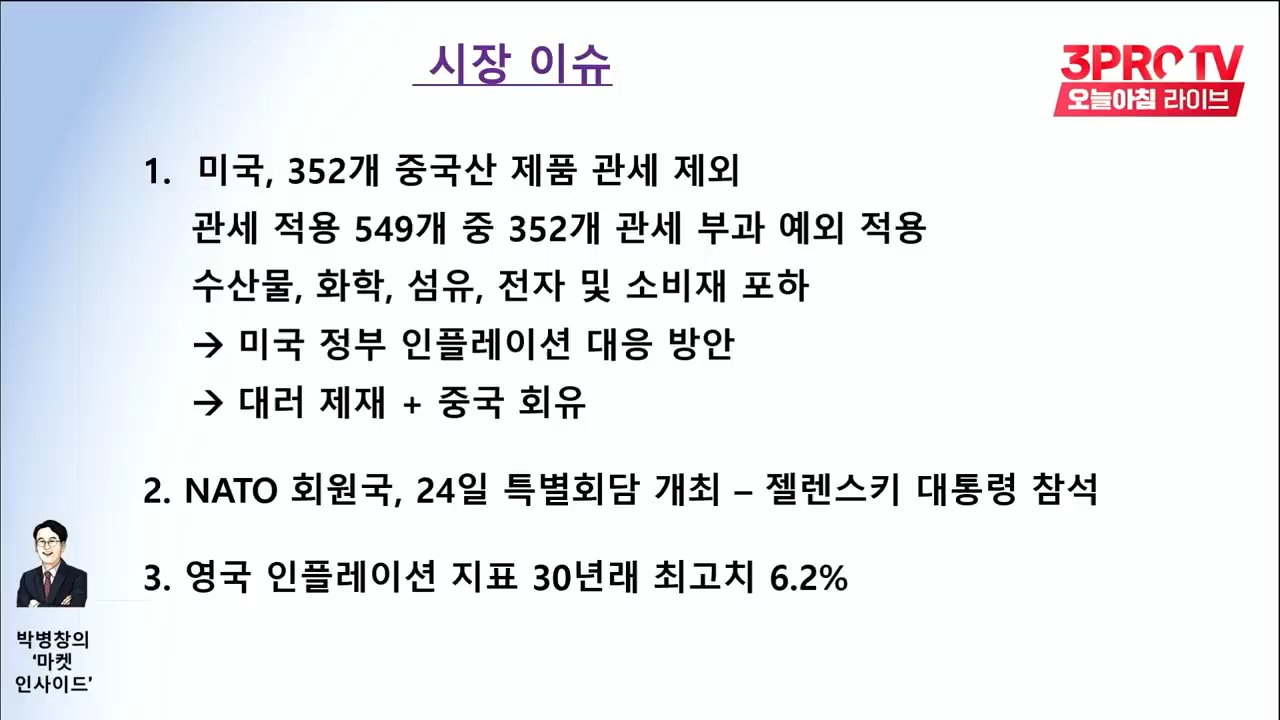 시장 이슈
3PRO TV
오늘아침 라이브
1. 미국, 352개 중국산 제품 관세 제외
관세 적용 549개 중 352개 관세 부과 예외 적용
수산물, 화학, 섬유, 전자 및 소비재 포하
→ 미국 정부 인플레이션 대응 방안
→ 대러 제재 + 중국 회유
2. NATO 회원국, 24일 특별회담 개최 – 젤렌스키 대통령 참석
3. 영국 인플레이션 지표 30년래 최고치 6.2%
박병창의
‘마켓
인사이드’